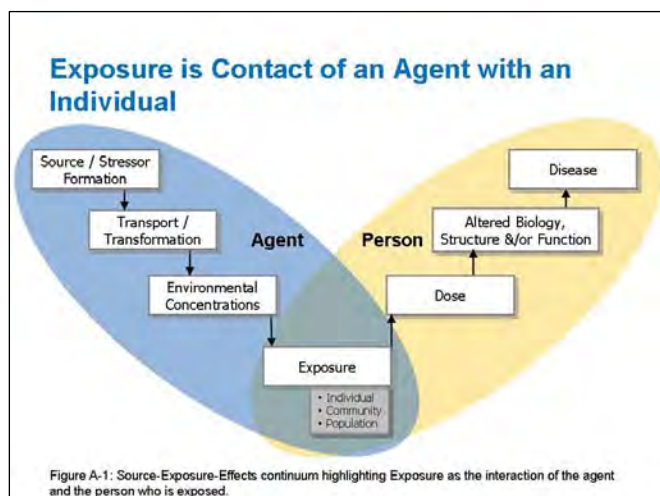 Exposure is Contact of an Agent with an
Individual
Source / Stressor
Formation
Transport /
Transformation
Environmental
Concentrations
Agent
Person
Exposure
• Individual
• Community
• Population
Dose
Altered Biology,
Structure &/or Function
Disease
Figure A-1: Source-Exposure-Effects continuum highlighting Exposure as the interaction of the agent
and the person who is exposed.